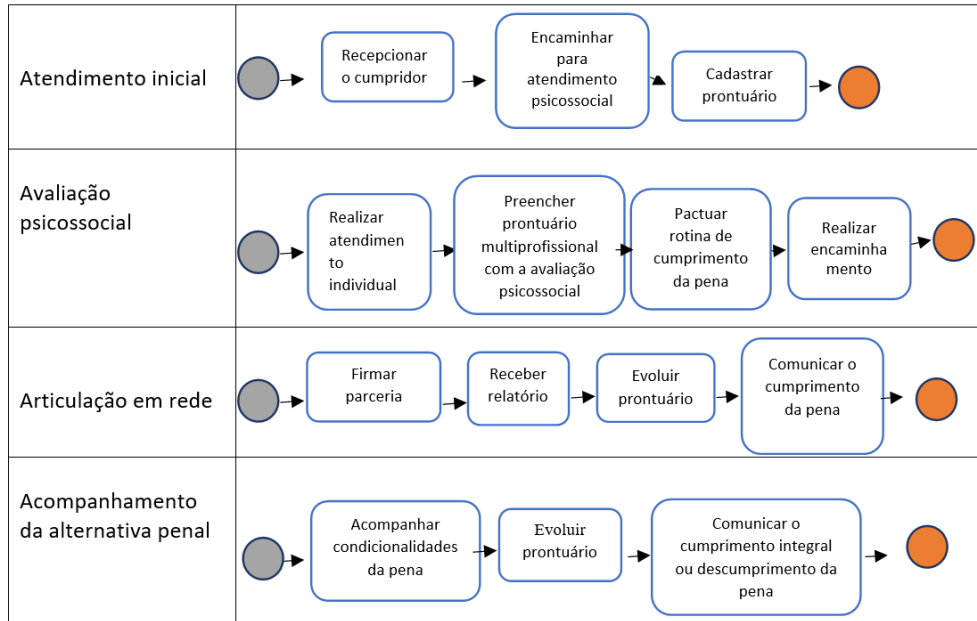 Atendimento inicial
Recepcionar
o cumpridor
Encaminhar
para
atendimento
psicossocial
Cadastrar
prontuário
Avaliação
psicossocial
Realizar
atendimen
to
individual
Preencher
prontuário
multiprofissional
com a avaliação
psicossocial
Pactuar
rotina de
cumprimento
da pena
Realizar
encaminha
mento
Articulação em rede
Firmar
parceria
Receber
relatório
Evoluir
prontuário
Comunicar o
cumprimento
da pena
Acompanhamento
da alternativa penal
Acompanhar
condicionalidades
da pena
Evoluir
prontuário
Comunicar o
cumprimento integral
ou descumprimento da
pena